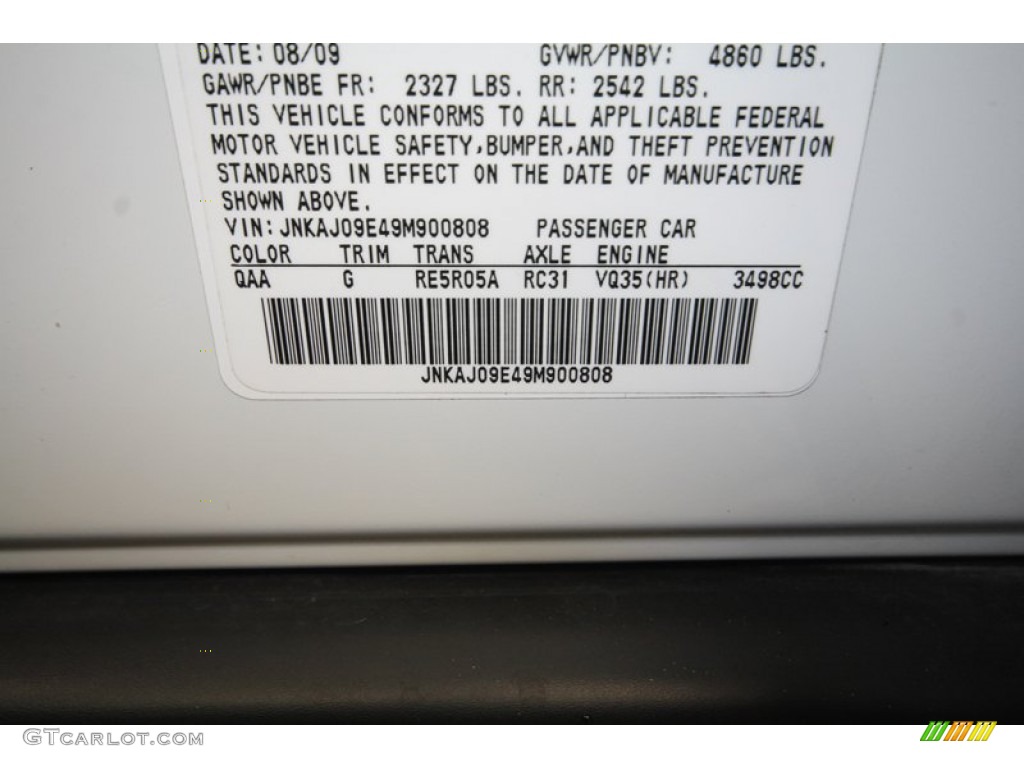 DATE: 08/09 GVWR/PNBV: 4860 LBS.
GAWR/PNBE FR: 2327 LBS. RR: 2542 LBS.
THIS VEHICLE CONFORMS TO ALL APPLICABLE FEDERAL
MOTOR VEHICLE SAFETY,BUMPER,AND THEFT PREVENTION
STANDARDS IN EFFECT ON THE DATE OF MANUFACTURE
SHOWN ABOVE.
VIN: JNKAJ09E49M900808 PASSENGER CAR
COLOR TRIM TRANS AXLE ENGINE
QAA G RE5R05A RC31 VQ35(HR) 3498CC
JNKAJ09E49M900808
GTCARLOT.COM